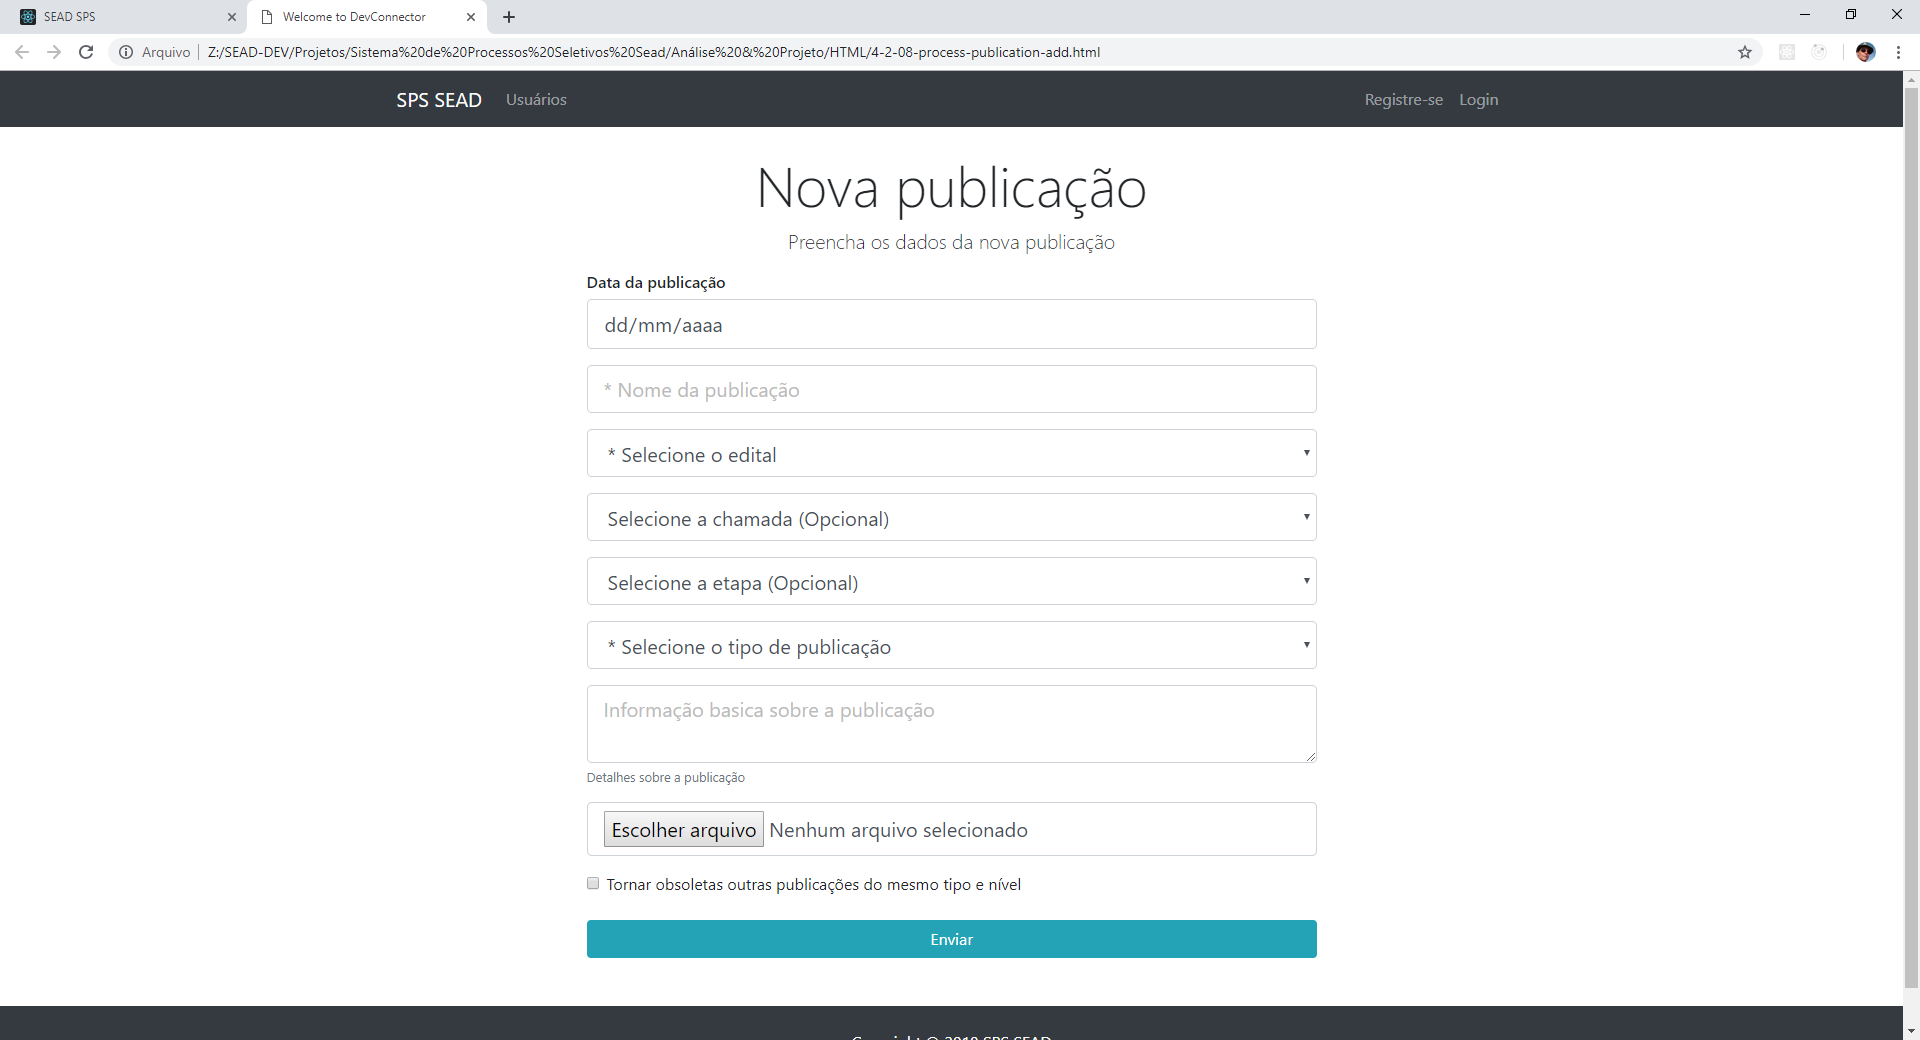 SEAD SPS
Welcome to DevConnector
Arquivo
Z:/SEAD-DEV/Projetos/Sistema%20de%20Processos%20Seletivos%20Sead/Análise%20&%20Projeto/HTML/4-2-08-process-publication-add.html
SPS SEAD Usuários Registre-se Login
Nova publicação
Preencha os dados da nova publicação
Data da publicação
dd/mm/aaaa
* Nome da publicação
* Selecione o edital
Selecione a chamada (Opcional)
Selecione a etapa (Opcional)
* Selecione o tipo de publicação
Informação basica sobre a publicação
Detalhes sobre a publicação
Escolher arquivo Nenhum arquivo selecionado
Tornar obsoletas outras publicações do mesmo tipo e nível
Enviar
Copyright © 2019 SPS SEAD